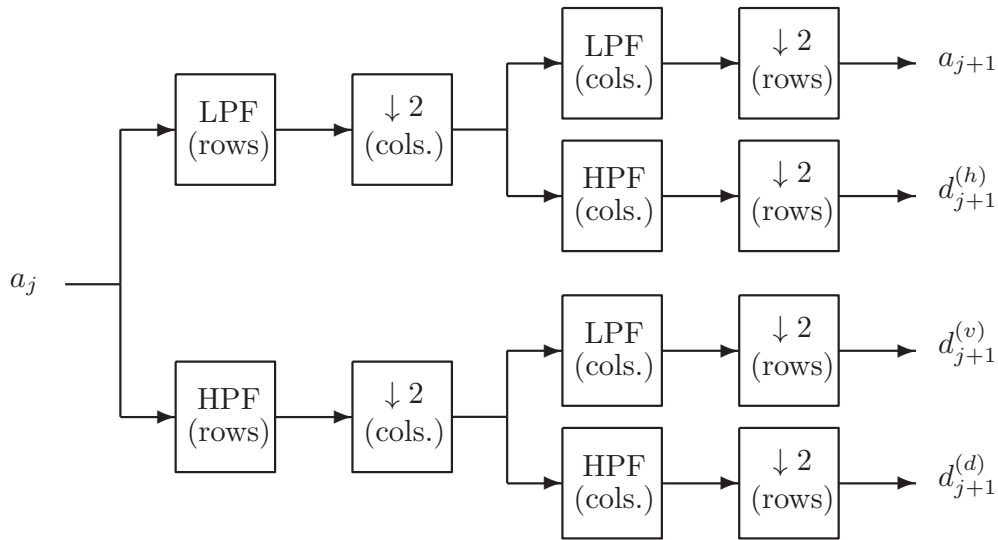 a_j
LPF
(rows)
↓ 2
(cols.)
LPF
(cols.)
↓ 2
(rows)
a_{j+1}
HPF
(cols.)
↓ 2
(rows)
d_{j+1}^{(h)}
HPF
(rows)
↓ 2
(cols.)
LPF
(cols.)
↓ 2
(rows)
d_{j+1}^{(v)}
HPF
(cols.)
↓ 2
(rows)
d_{j+1}^{(d)}